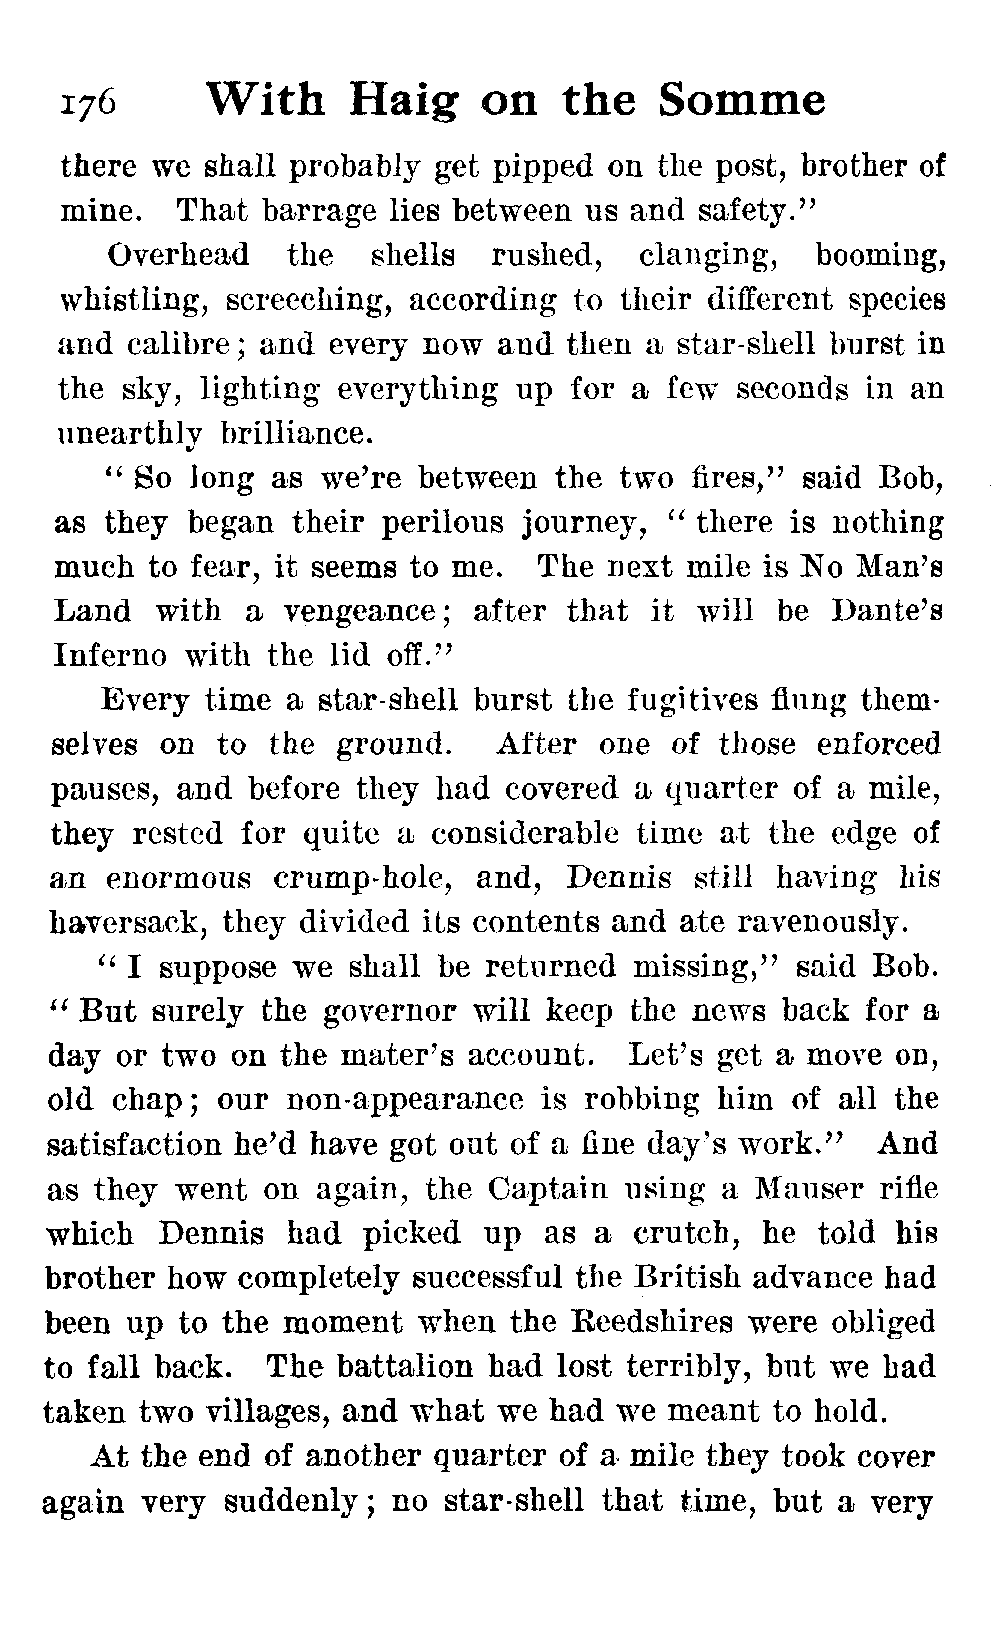 176 With Haig on the Somme
there we shall probably get pipped on the post, brother of
mine. That barrage lies between us and safety."
Overhead the shells rushed, clanging, booming,
whistling, screeching, according to their different species
and calibre; and every now and then a star-shell burst in
the sky, lighting everything up for a few seconds in an
unearthly brilliance.
"So long as we're between the two fires," said Bob,
as they began their perilous journey, "there is nothing
much to fear, it seems to me. The next mile is No Man's
Land with a vengeance; after that it will be Dante's
Inferno with the lid off."
Every time a star-shell burst the fugitives flung them-
selves on to the ground. After one of those enforced
pauses, and before they had covered a quarter of a mile,
they rested for quite a considerable time at the edge of
an enormous crump-hole, and, Dennis still having his
haversack, they divided its contents and ate ravenously.
"I suppose we shall be returned missing," said Bob.
"But surely the governor will keep the news back for a
day or two on the mater's account. Let's get a move on,
old chap; our non-appearance is robbing him of all the
satisfaction he'd have got out of a fine day's work." And
as they went on again, the Captain using a Mauser rifle
which Dennis had picked up as a crutch, he told his
brother how completely successful the British advance had
been up to the moment when the Reedshires were obliged
to fall back. The battalion had lost terribly, but we had
taken two villages, and what we had we meant to hold.
At the end of another quarter of a mile they took cover
again very suddenly; no star-shell that time, but a very